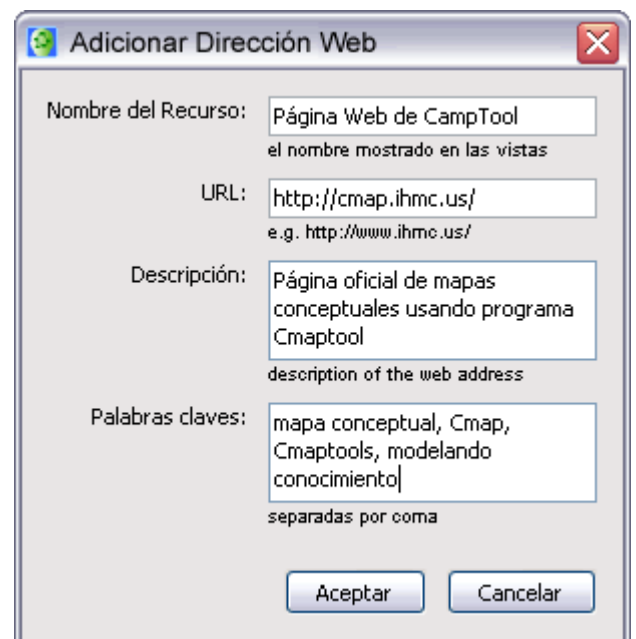 Adicionar Dirección Web
Nombre del Recurso: Página Web de CampTool
el nombre mostrado en las vistas
URL: http://cmap.ihmc.us/
e.g. http://www.ihmc.us/
Descripción: Página oficial de mapas
conceptuales usando programa
Cmaptool
description of the web address
Palabras claves: mapa conceptual, Cmap,
Cmaptools, modelando
conocimiento
separadas por coma
Aceptar Cancelar